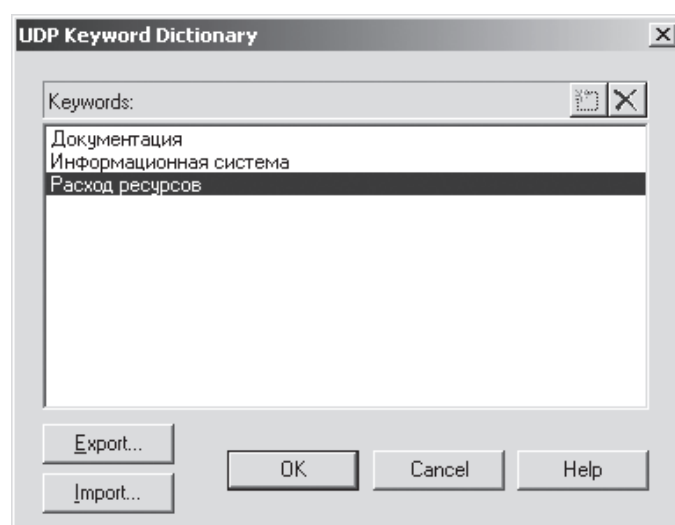 UDP Keyword Dictionary
Keywords:
Документация
Информационная система
Расход ресурсов
Export...
OK Cancel Help
Import...